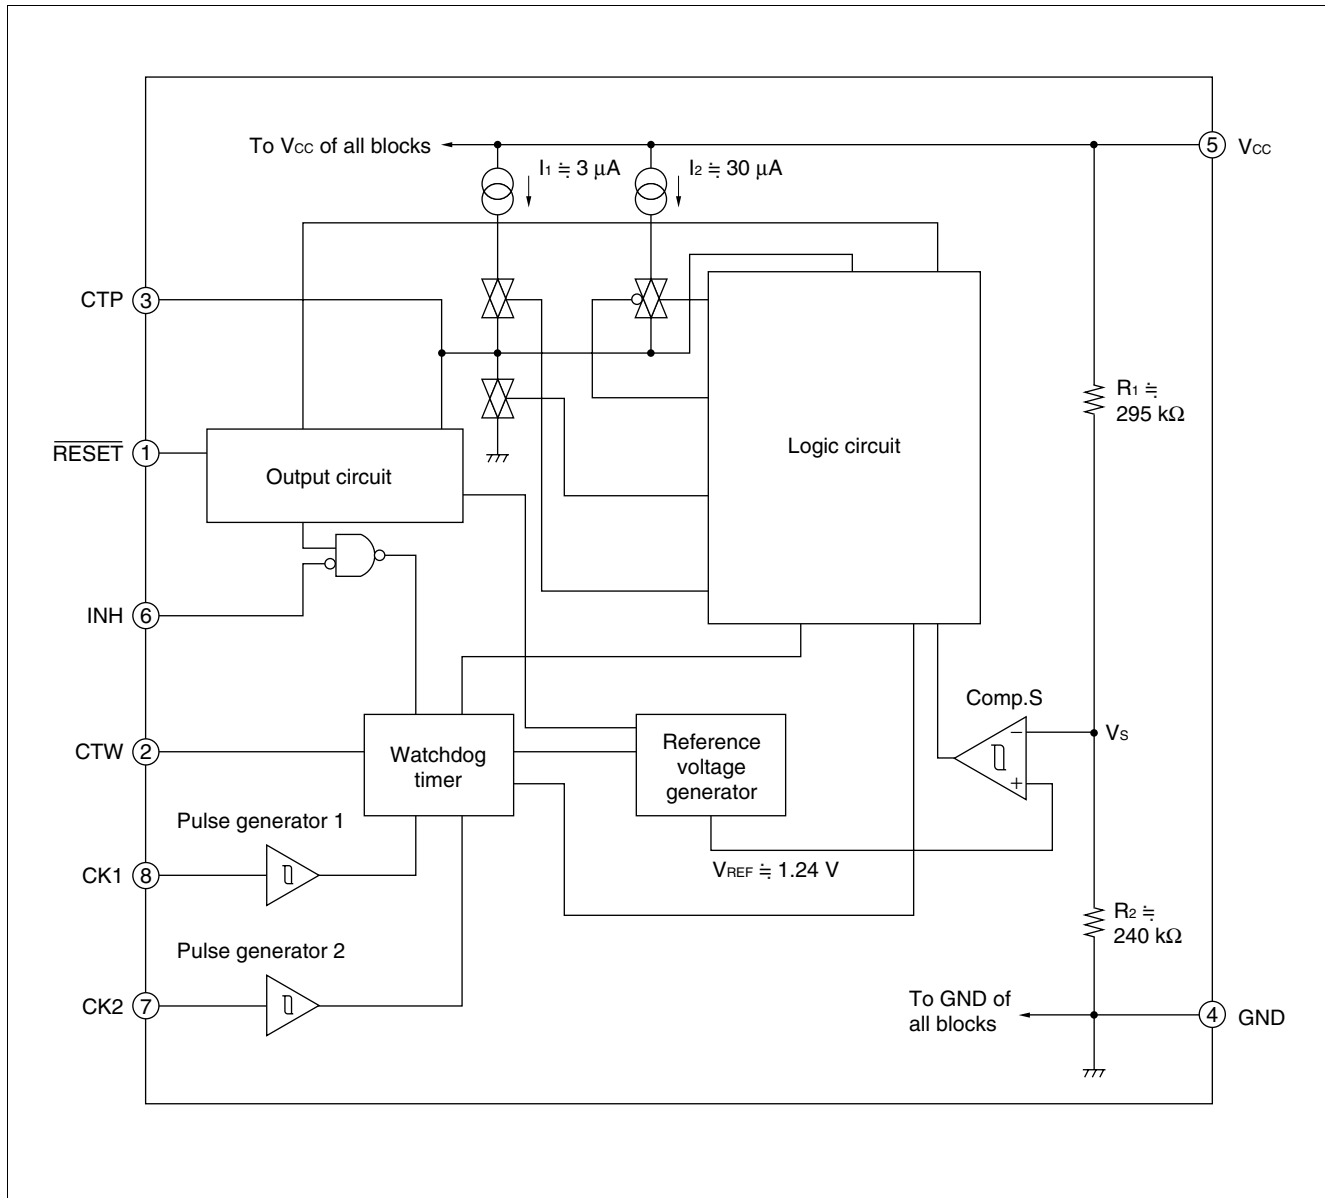 To VCC of all blocks
5
VCC
I1 ≒ 3 μA
I2 ≒ 30 μA
CTP
3
R1 ≒
295 kΩ
RESET
1
Output circuit
Logic circuit
INH
6
Comp.S
CTW
2
Watchdog
timer
Reference
voltage
generator
−
VS
+
Pulse generator 1
CK1
8
VREF ≒ 1.24 V
R2 ≒
240 kΩ
Pulse generator 2
CK2
7
To GND of
all blocks
4
GND